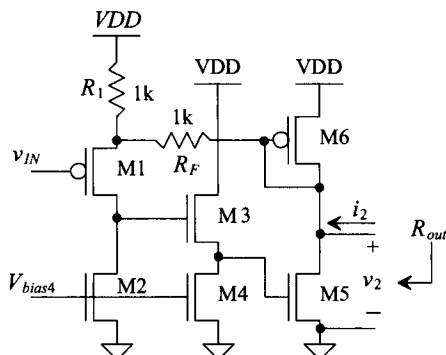 VDD
R1 1k
1k
VDD
VDD
RF
M6
vIN
M1
M3
i2
+
Rout
Vbias4
M2
M4
M5
v2
−